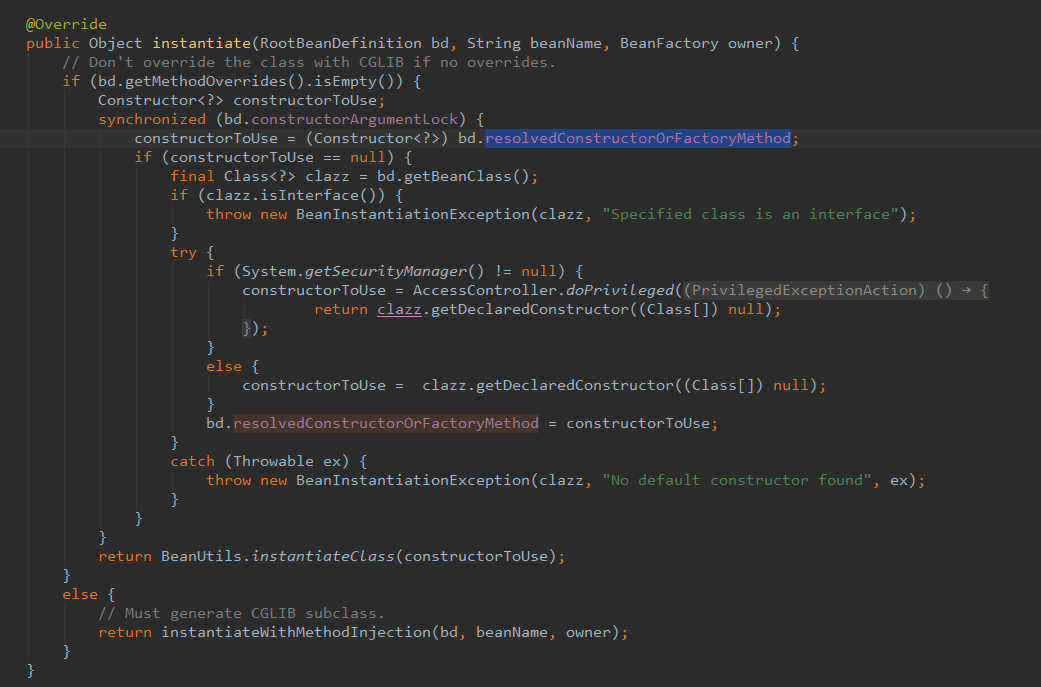 @Override
public Object instantiate(RootBeanDefinition bd, String beanName, BeanFactory owner) {
// Don't override the class with CGLIB if no overrides.
if (bd.getMethodOverrides().isEmpty()) {
Constructor<?> constructorToUse;
synchronized (bd.constructorArgumentLock) {
constructorToUse = (Constructor<?>) bd.resolvedConstructorOrFactoryMethod;
if (constructorToUse == null) {
final Class<?> clazz = bd.getBeanClass();
if (clazz.isInterface()) {
throw new BeanInstantiationException(clazz, "Specified class is an interface");
}
try {
if (System.getSecurityManager() != null) {
constructorToUse = AccessController.doPrivileged((PrivilegedExceptionAction) () → {
return clazz.getDeclaredConstructor((Class[]) null);
});
}
else {
constructorToUse =  clazz.getDeclaredConstructor((Class[]) null);
}
bd.resolvedConstructorOrFactoryMethod = constructorToUse;
}
catch (Throwable ex) {
throw new BeanInstantiationException(clazz, "No default constructor found", ex);
}
}
}
return BeanUtils.instantiateClass(constructorToUse);
}
else {
// Must generate CGLIB subclass.
return instantiateWithMethodInjection(bd, beanName, owner);
}
}